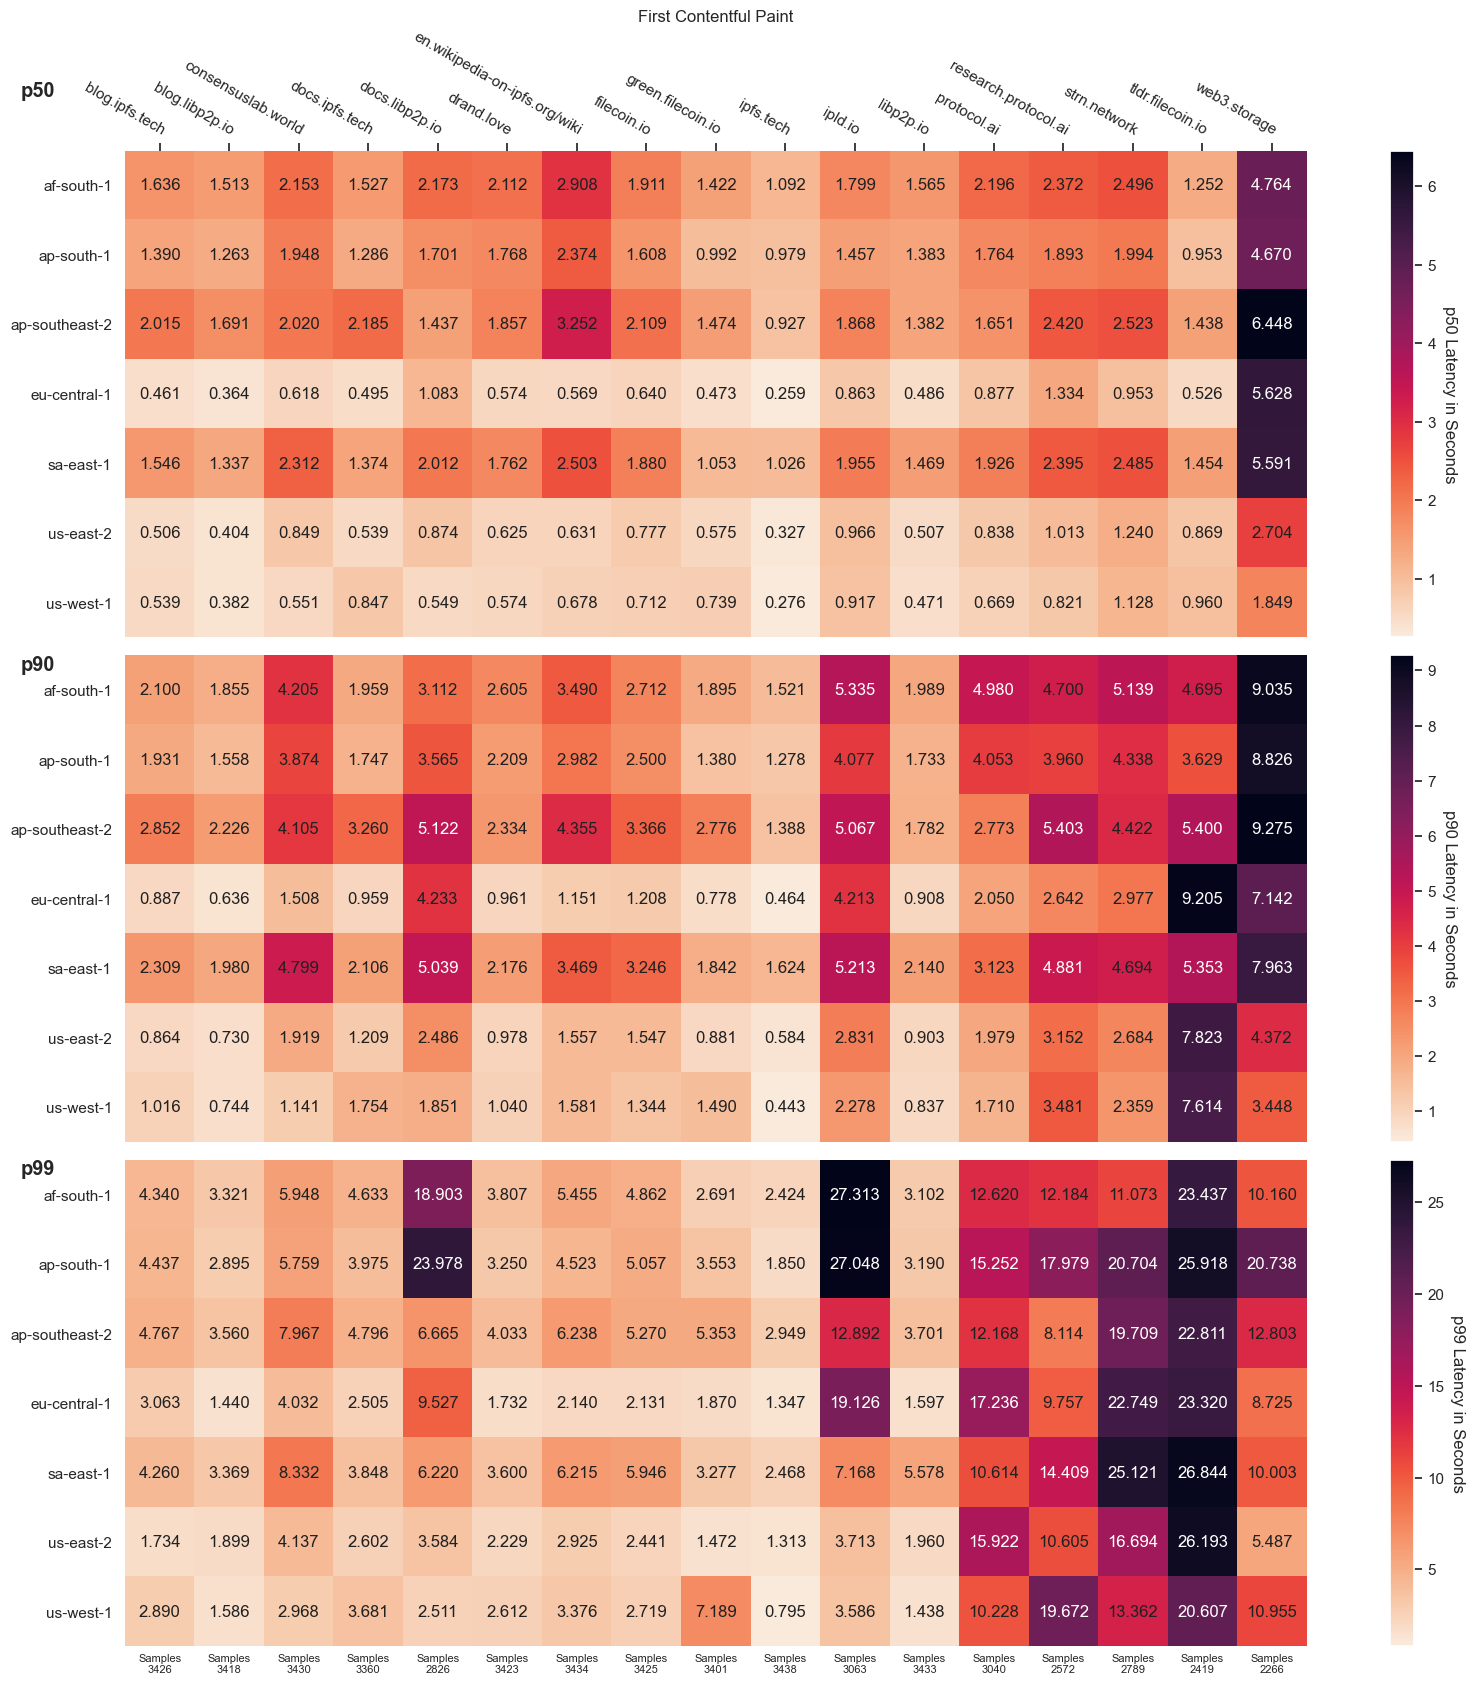 First Contentful Paint
p50
blog.ipfs.tech
blog.libp2p.io
consensuslab.world
docs.ipfs.tech
docs.libp2p.io
drand.love
en.wikipedia-on-ipfs.org/wiki
filecoin.io
green.filecoin.io
ipfs.tech
ipld.io
libp2p.io
protocol.ai
research.protocol.ai
strn.network
tldr.filecoin.io
web3.storage
af-south-1 1.636 1.513 2.153 1.527 2.173 2.112 2.908 1.911 1.422 1.092 1.799 1.565 2.196 2.372 2.496 1.252 4.764
ap-south-1 1.390 1.263 1.948 1.286 1.701 1.768 2.374 1.608 0.992 0.979 1.457 1.383 1.764 1.893 1.994 0.953 4.670
ap-southeast-2 2.015 1.691 2.020 2.185 1.437 1.857 3.252 2.109 1.474 0.927 1.868 1.382 1.651 2.420 2.523 1.438 6.448
eu-central-1 0.461 0.364 0.618 0.495 1.083 0.574 0.569 0.640 0.473 0.259 0.863 0.486 0.877 1.334 0.953 0.526 5.628
sa-east-1 1.546 1.337 2.312 1.374 2.012 1.762 2.503 1.880 1.053 1.026 1.955 1.469 1.926 2.395 2.485 1.454 5.591
us-east-2 0.506 0.404 0.849 0.539 0.874 0.625 0.631 0.777 0.575 0.327 0.966 0.507 0.838 1.013 1.240 0.869 2.704
us-west-1 0.539 0.382 0.551 0.847 0.549 0.574 0.678 0.712 0.739 0.276 0.917 0.471 0.669 0.821 1.128 0.960 1.849
6
5
4
3
2
1
p50 Latency in Seconds
p90
af-south-1 2.100 1.855 4.205 1.959 3.112 2.605 3.490 2.712 1.895 1.521 5.335 1.989 4.980 4.700 5.139 4.695 9.035
ap-south-1 1.931 1.558 3.874 1.747 3.565 2.209 2.982 2.500 1.380 1.278 4.077 1.733 4.053 3.960 4.338 3.629 8.826
ap-southeast-2 2.852 2.226 4.105 3.260 5.122 2.334 4.355 3.366 2.776 1.388 5.067 1.782 2.773 5.403 4.422 5.400 9.275
eu-central-1 0.887 0.636 1.508 0.959 4.233 0.961 1.151 1.208 0.778 0.464 4.213 0.908 2.050 2.642 2.977 9.205 7.142
sa-east-1 2.309 1.980 4.799 2.106 5.039 2.176 3.469 3.246 1.842 1.624 5.213 2.140 3.123 4.881 4.694 5.353 7.963
us-east-2 0.864 0.730 1.919 1.209 2.486 0.978 1.557 1.547 0.881 0.584 2.831 0.903 1.979 3.152 2.684 7.823 4.372
us-west-1 1.016 0.744 1.141 1.754 1.851 1.040 1.581 1.344 1.490 0.443 2.278 0.837 1.710 3.481 2.359 7.614 3.448
9
8
7
6
5
4
3
2
1
p90 Latency in Seconds
p99
af-south-1 4.340 3.321 5.948 4.633 18.903 3.807 5.455 4.862 2.691 2.424 27.313 3.102 12.620 12.184 11.073 23.437 10.160
ap-south-1 4.437 2.895 5.759 3.975 23.978 3.250 4.523 5.057 3.553 1.850 27.048 3.190 15.252 17.979 20.704 25.918 20.738
ap-southeast-2 4.767 3.560 7.967 4.796 6.665 4.033 6.238 5.270 5.353 2.949 12.892 3.701 12.168 8.114 19.709 22.811 12.803
eu-central-1 3.063 1.440 4.032 2.505 9.527 1.732 2.140 2.131 1.870 1.347 19.126 1.597 17.236 9.757 22.749 23.320 8.725
sa-east-1 4.260 3.369 8.332 3.848 6.220 3.600 6.215 5.946 3.277 2.468 7.168 5.578 10.614 14.409 25.121 26.844 10.003
us-east-2 1.734 1.899 4.137 2.602 3.584 2.229 2.925 2.441 1.472 1.313 3.713 1.960 15.922 10.605 16.694 26.193 5.487
us-west-1 2.890 1.586 2.968 3.681 2.511 2.612 3.376 2.719 7.189 0.795 3.586 1.438 10.228 19.672 13.362 20.607 10.955
25
20
15
10
5
p99 Latency in Seconds
Samples Samples Samples Samples Samples Samples Samples Samples Samples Samples Samples Samples Samples Samples Samples Samples Samples
3426 3418 3430 3360 2826 3423 3434 3425 3401 3438 3063 3433 3040 2572 2789 2419 2266